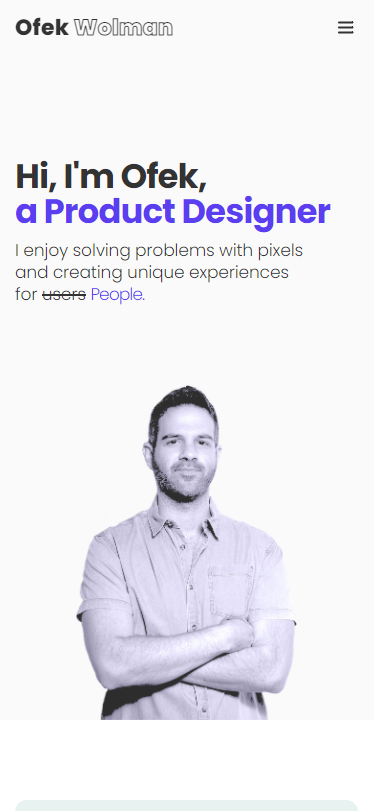 Ofek Wolman
Hi, I'm Ofek,
a Product Designer
I enjoy solving problems with pixels
and creating unique experiences
for users People.